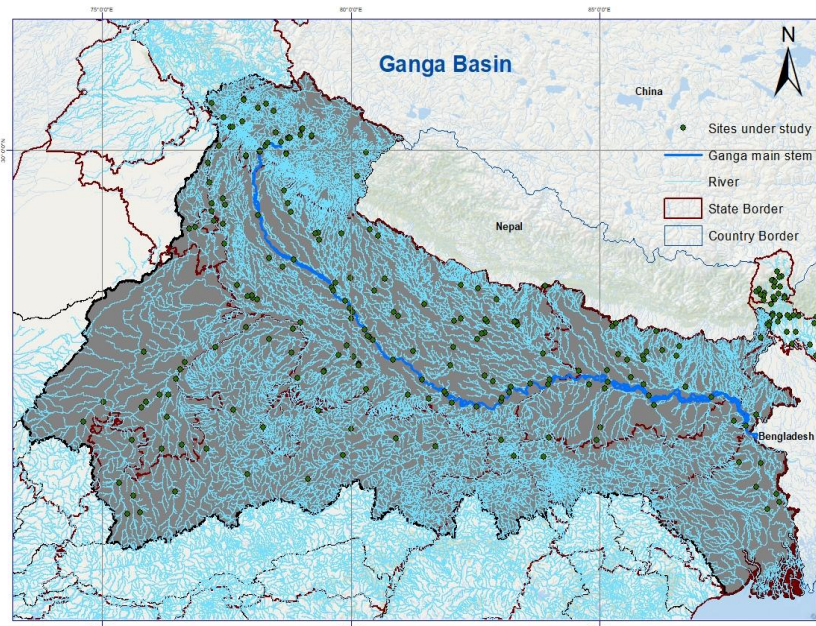 75°0'0"E
80°0'0"E
85°0'0"E
Ganga Basin
N
China
Sites under study
Ganga main stem
River
State Border
Country Border
30°0'0"N
Nepal
Bengladesh